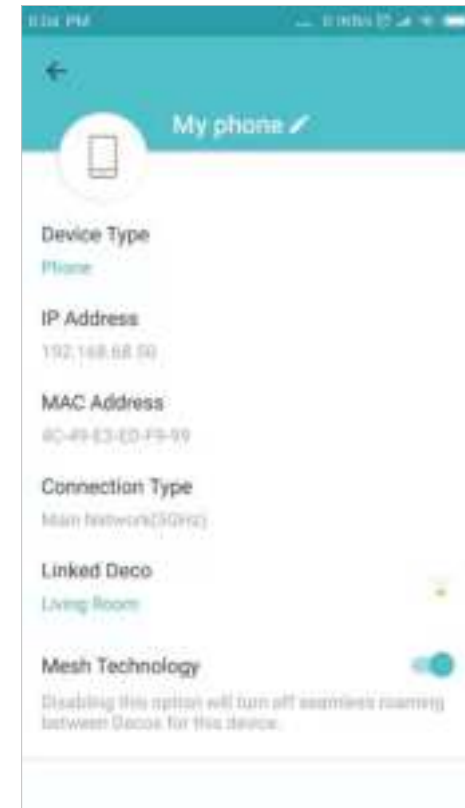 My phone
Device Type
Phone
IP Address
192.168.68.50
MAC Address
Connection Type
Main Network(5GHz)
Linked Deco
Living Room
Mesh Technology
Disabling this option will turn off seamless roaming
between Decos for this device.